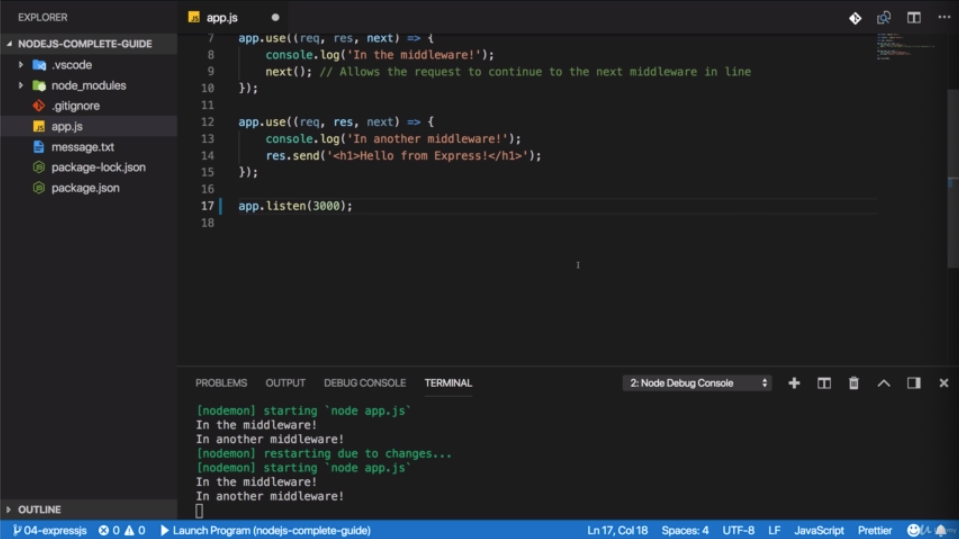 EXPLORER
app.js
NODEJS-COMPLETE-GUIDE
.vscode
node_modules
.gitignore
app.js
message.txt
package-lock.json
package.json
7 app.use((req, res, next) => {
8 console.log('In the middleware!');
9 next(); // Allows the request to continue to the next middleware in line
10 });
11
12 app.use((req, res, next) => {
13 console.log('In another middleware!');
14 res.send('<h1>Hello from Express!</h1>');
15 });
16
17 app.listen(3000);
18
PROBLEMS OUTPUT DEBUG CONSOLE TERMINAL 2: Node Debug Console
[nodemon] starting `node app.js`
In the middleware!
In another middleware!
[nodemon] restarting due to changes...
[nodemon] starting `node app.js`
In the middleware!
In another middleware!
OUTLINE
04-expressjs 0 0 Launch Program (nodejs-complete-guide) Ln 17, Col 18 Spaces: 4 UTF-8 LF JavaScript Prettier